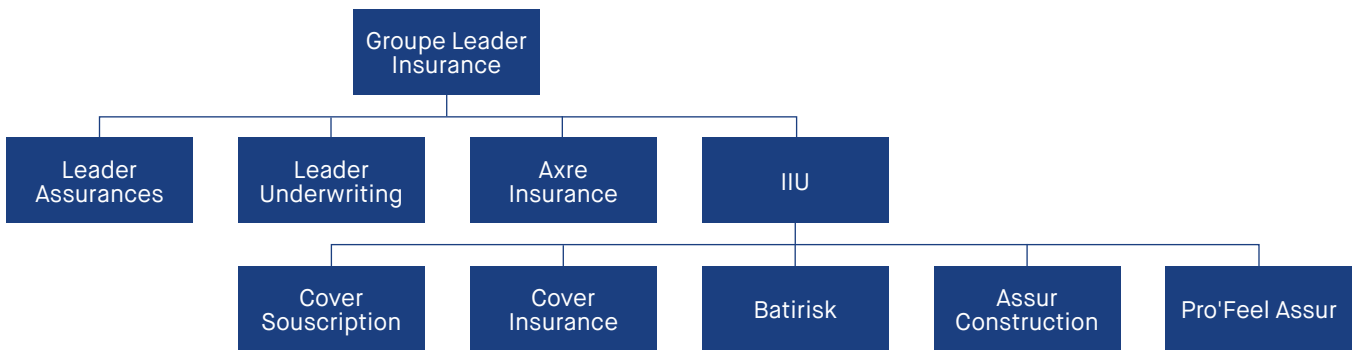 Groupe Leader
Insurance
Leader
Assurances
Leader
Underwriting
Axre
Insurance
IIU
Cover
Souscription
Cover
Insurance
Batirisk
Assur
Construction
Pro'Feel Assur